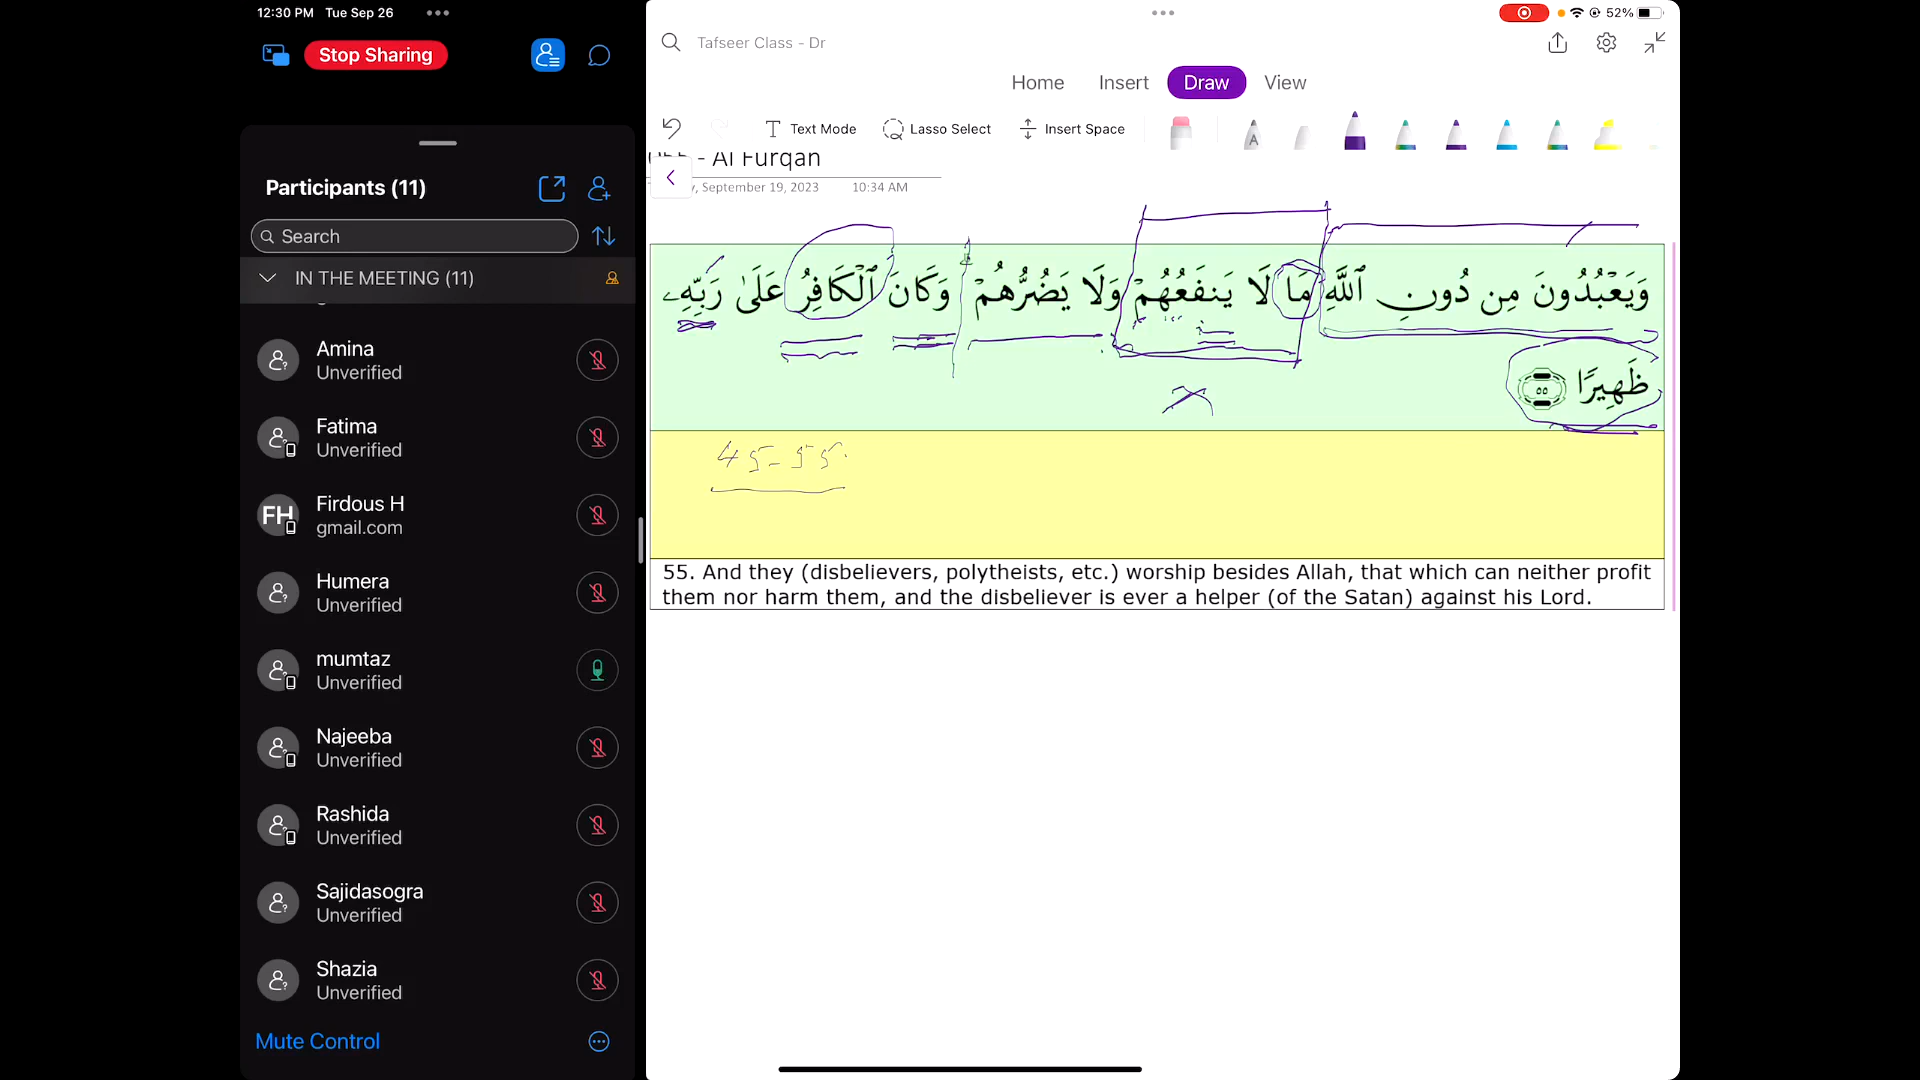 12:30 PM Tue Sep 26
Stop Sharing
Participants (11)
Search
IN THE MEETING (11)
Amina
Unverified
Fatima
Unverified
FH
Firdous H
gmail.com
Humera
Unverified
mumtaz
Unverified
Najeeba
Unverified
Rashida
Unverified
Sajidasogra
Unverified
Shazia
Unverified
Mute Control
52%
Tafseer Class - Dr
Home Insert Draw View
Text Mode Lasso Select Insert Space A
- Al Furqan
September 19, 2023 10:34 AM
وَيَعْبُدُونَ مِن دُونِ ٱللَّهِ مَا لَا يَنفَعُهُمْ وَلَا يَضُرُّهُمْ وَكَانَ ٱلْكَافِرُ عَلَىٰ رَبِّهِۦ
ظَهِيرًا ٥٥
45-55
55. And they (disbelievers, polytheists, etc.) worship besides Allah, that which can neither profit
them nor harm them, and the disbeliever is ever a helper (of the Satan) against his Lord.